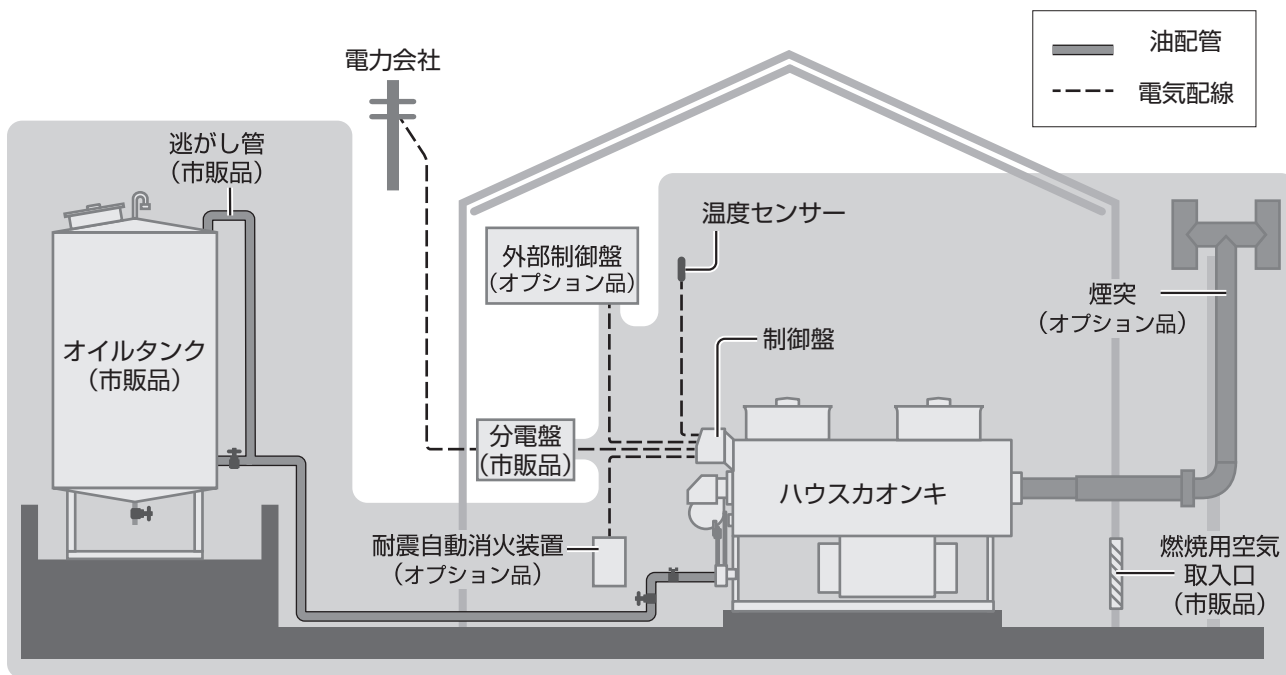 油配管
電気配線
電力会社
逃がし管
（市販品）
オイルタンク
（市販品）
外部制御盤
（オプション品）
温度センサー
制御盤
分電盤
（市販品）
ハウスカオンキ
耐震自動消火装置
（オプション品）
煙突
（オプション品）
燃焼用空気
取入口
（市販品）